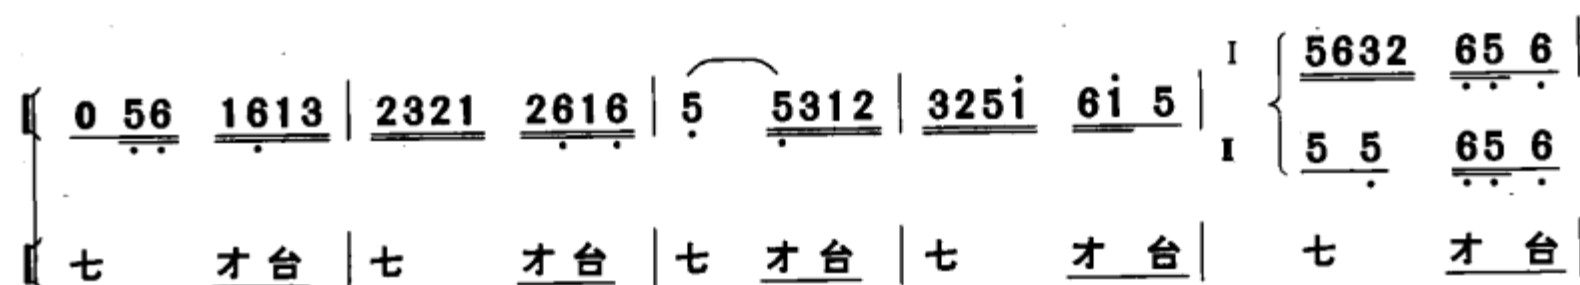 I 5632 65 6
0 56 1613 | 2321 2616 | 5 5312 | 3251 61 5 |
II 5 5 65 6
七 才台 | 七 才台 | 七 才台 | 七 才台 | 七 才台